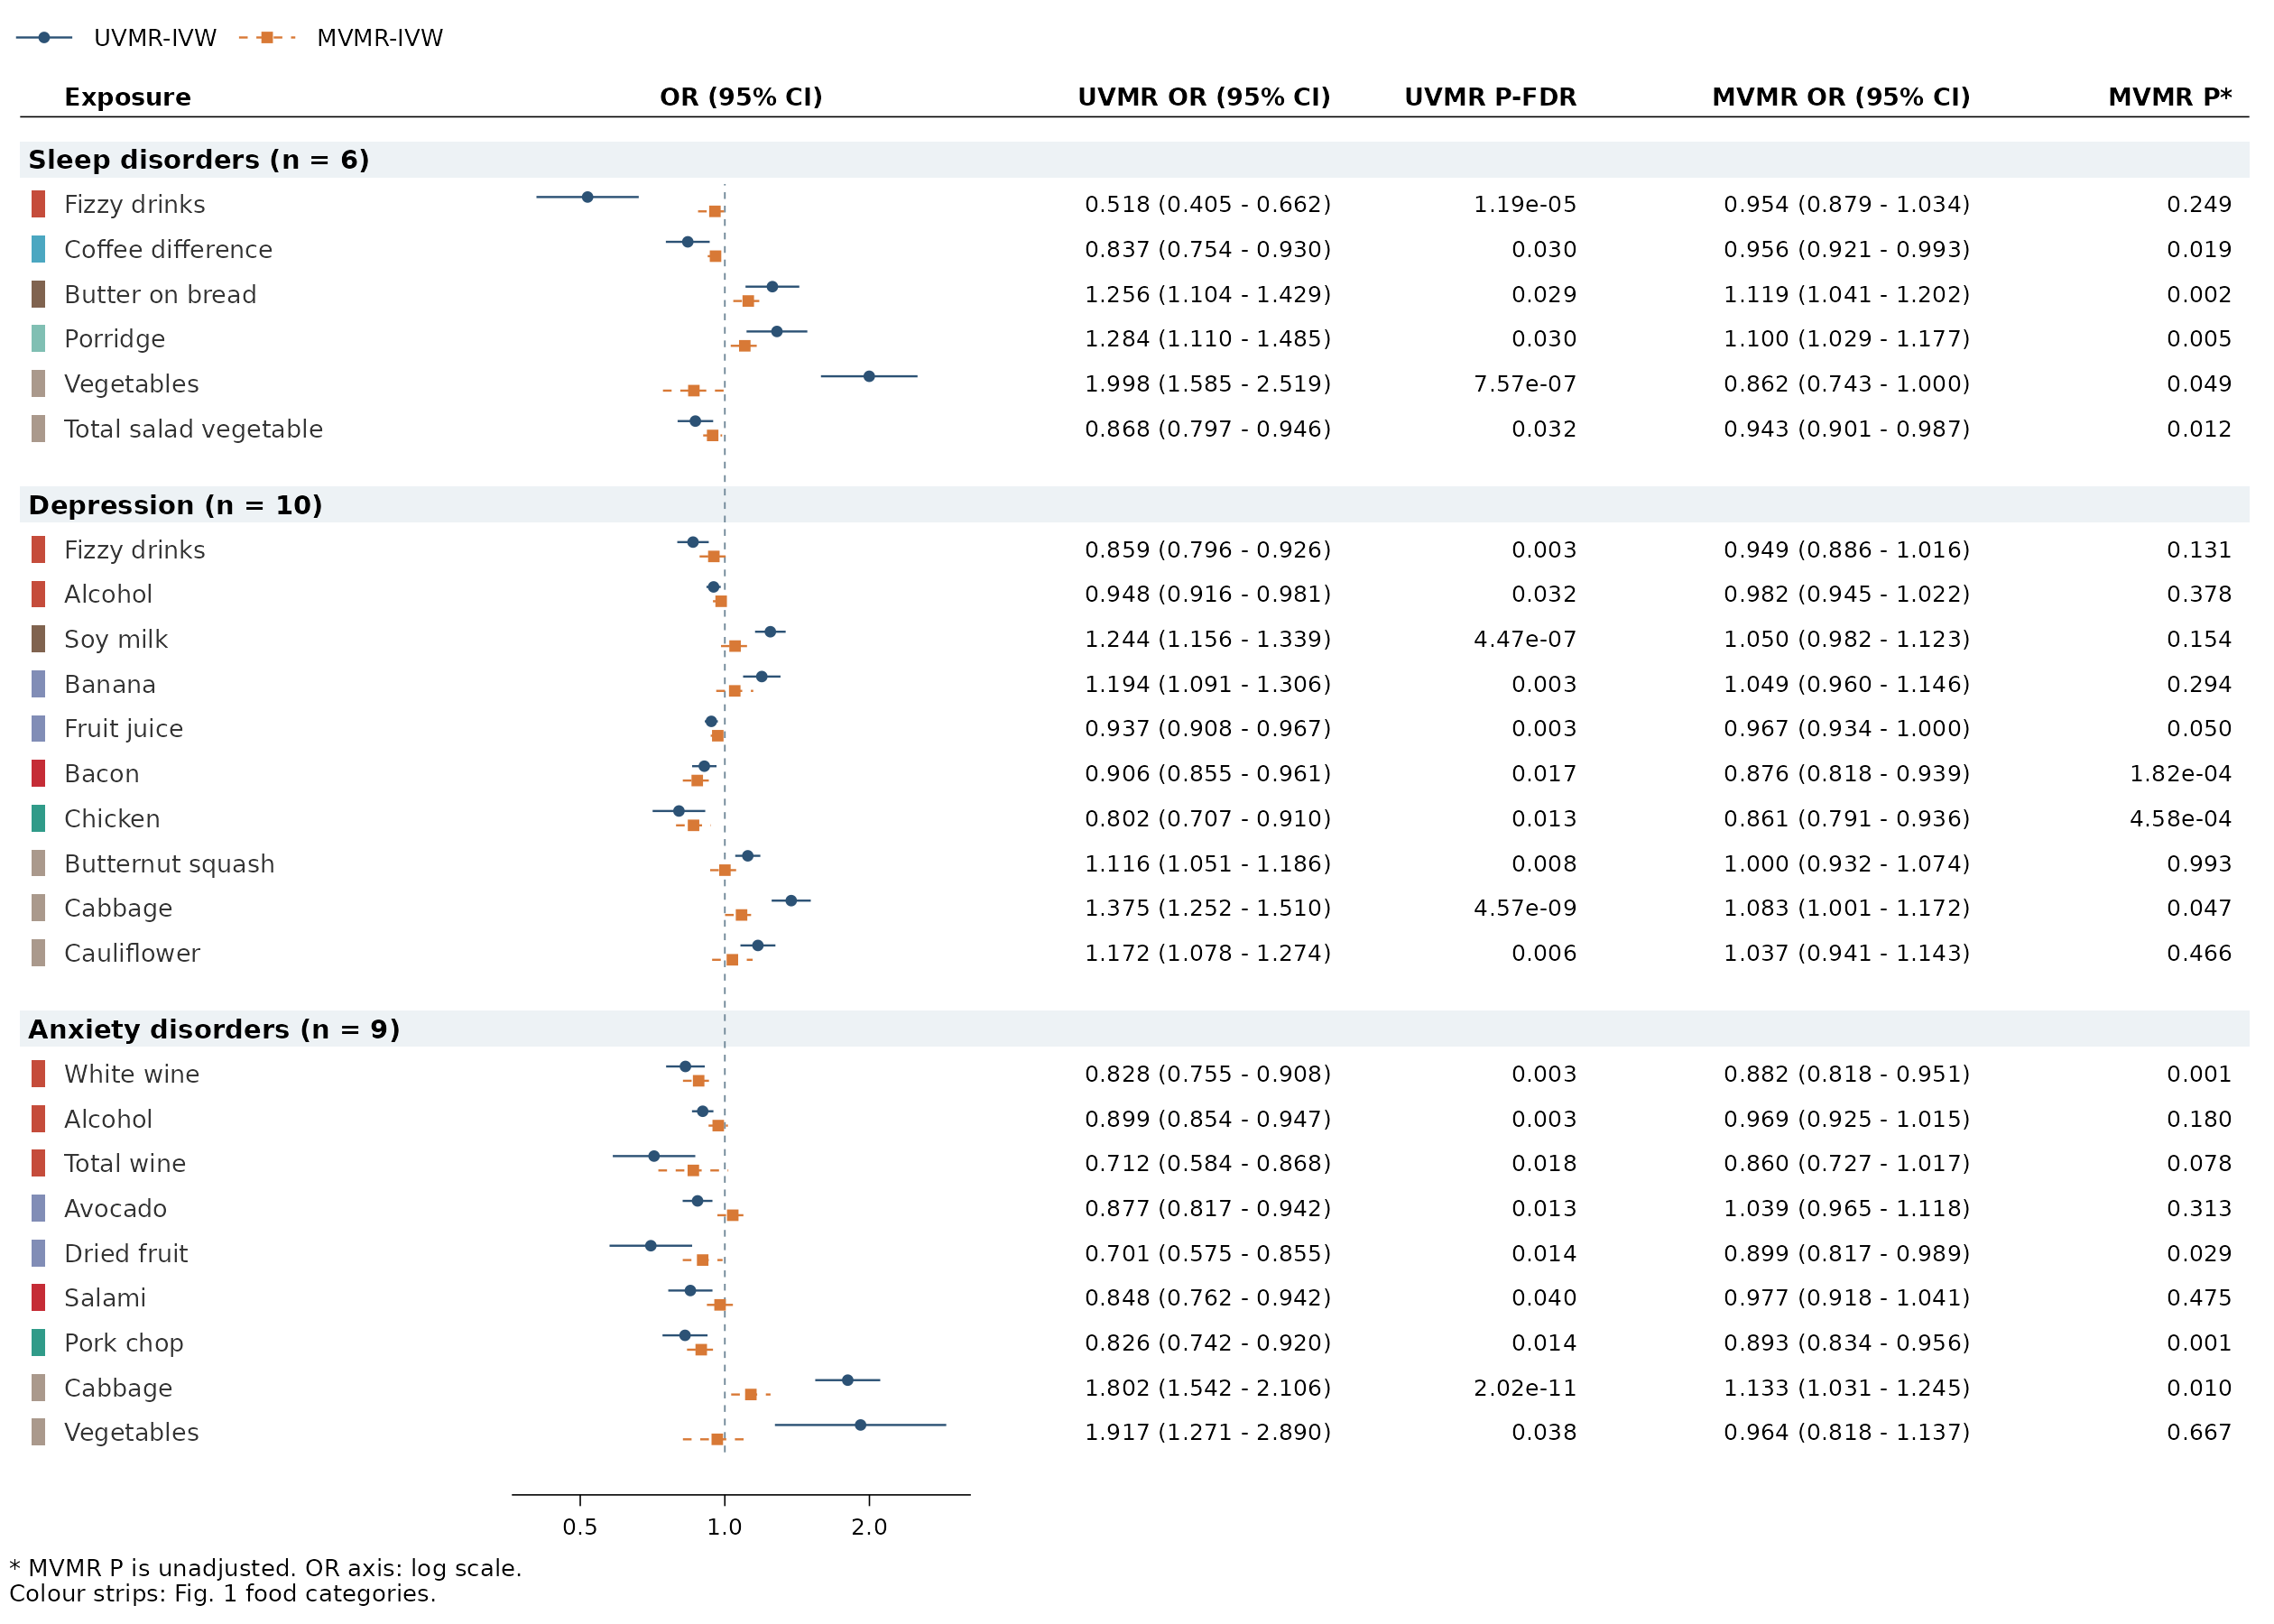 UVMR-IVW MVMR-IVW
Exposure OR (95% CI) UVMR OR (95% CI) UVMR P-FDR MVMR OR (95% CI) MVMR P*
Sleep disorders (n = 6)
Fizzy drinks 0.518 (0.405 - 0.662) 1.19e-05 0.954 (0.879 - 1.034) 0.249
Coffee difference 0.837 (0.754 - 0.930) 0.030 0.956 (0.921 - 0.993) 0.019
Butter on bread 1.256 (1.104 - 1.429) 0.029 1.119 (1.041 - 1.202) 0.002
Porridge 1.284 (1.110 - 1.485) 0.030 1.100 (1.029 - 1.177) 0.005
Vegetables 1.998 (1.585 - 2.519) 7.57e-07 0.862 (0.743 - 1.000) 0.049
Total salad vegetable 0.868 (0.797 - 0.946) 0.032 0.943 (0.901 - 0.987) 0.012
Depression (n = 10)
Fizzy drinks 0.859 (0.796 - 0.926) 0.003 0.949 (0.886 - 1.016) 0.131
Alcohol 0.948 (0.916 - 0.981) 0.032 0.982 (0.945 - 1.022) 0.378
Soy milk 1.244 (1.156 - 1.339) 4.47e-07 1.050 (0.982 - 1.123) 0.154
Banana 1.194 (1.091 - 1.306) 0.003 1.049 (0.960 - 1.146) 0.294
Fruit juice 0.937 (0.908 - 0.967) 0.003 0.967 (0.934 - 1.000) 0.050
Bacon 0.906 (0.855 - 0.961) 0.017 0.876 (0.818 - 0.939) 1.82e-04
Chicken 0.802 (0.707 - 0.910) 0.013 0.861 (0.791 - 0.936) 4.58e-04
Butternut squash 1.116 (1.051 - 1.186) 0.008 1.000 (0.932 - 1.074) 0.993
Cabbage 1.375 (1.252 - 1.510) 4.57e-09 1.083 (1.001 - 1.172) 0.047
Cauliflower 1.172 (1.078 - 1.274) 0.006 1.037 (0.941 - 1.143) 0.466
Anxiety disorders (n = 9)
White wine 0.828 (0.755 - 0.908) 0.003 0.882 (0.818 - 0.951) 0.001
Alcohol 0.899 (0.854 - 0.947) 0.003 0.969 (0.925 - 1.015) 0.180
Total wine 0.712 (0.584 - 0.868) 0.018 0.860 (0.727 - 1.017) 0.078
Avocado 0.877 (0.817 - 0.942) 0.013 1.039 (0.965 - 1.118) 0.313
Dried fruit 0.701 (0.575 - 0.855) 0.014 0.899 (0.817 - 0.989) 0.029
Salami 0.848 (0.762 - 0.942) 0.040 0.977 (0.918 - 1.041) 0.475
Pork chop 0.826 (0.742 - 0.920) 0.014 0.893 (0.834 - 0.956) 0.001
Cabbage 1.802 (1.542 - 2.106) 2.02e-11 1.133 (1.031 - 1.245) 0.010
Vegetables 1.917 (1.271 - 2.890) 0.038 0.964 (0.818 - 1.137) 0.667
0.5 1.0 2.0
* MVMR P is unadjusted. OR axis: log scale.
Colour strips: Fig. 1 food categories.